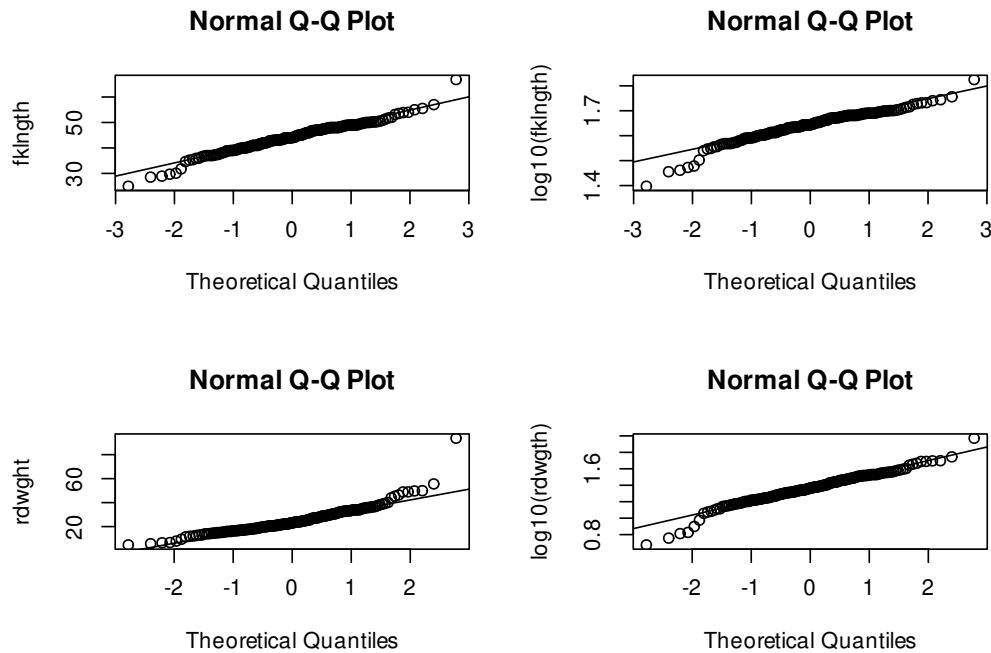 Normal Q-Q Plot
fklngth
30
50
-3
-2
-1
0
1
2
3
Theoretical Quantiles
Normal Q-Q Plot
log10(fklngth)
1.4
1.7
-3
-2
-1
0
1
2
3
Theoretical Quantiles
Normal Q-Q Plot
rdwght
20
60
-2
-1
0
1
2
Theoretical Quantiles
Normal Q-Q Plot
log10(rdwgth)
0.8
1.6
-2
-1
0
1
2
Theoretical Quantiles